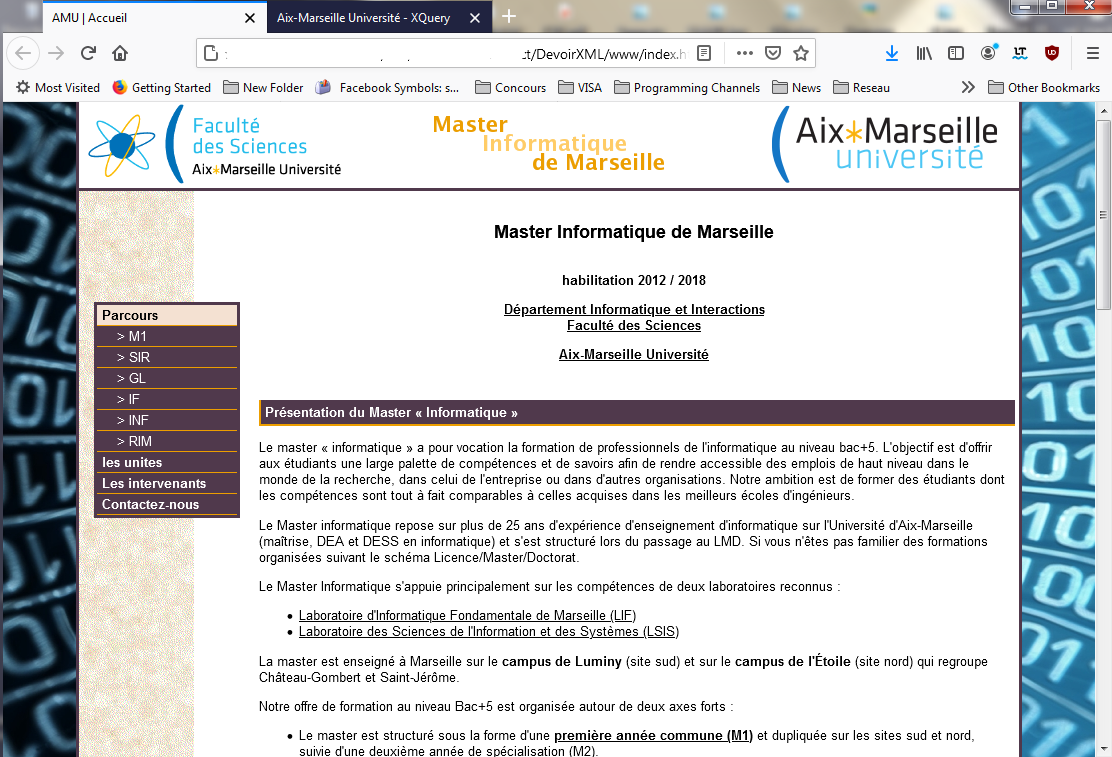 AMU | Accueil
Aix-Marseille Université - XQuery
:t/DevoirXML/www/index.h
Most Visited
Getting Started
New Folder
Facebook Symbols: s...
Concours
VISA
Programming Channels
News
Reseau
Other Bookmarks
Faculté
des Sciences
Aix*Marseille Université
Master
Informatique
de Marseille
Aix*Marseille
université
Master Informatique de Marseille
habilitation 2012 / 2018
Département Informatique et Interactions
Faculté des Sciences
Aix-Marseille Université
Parcours
> M1
> SIR
> GL
> IF
> INF
> RIM
les unites
Les intervenants
Contactez-nous
Présentation du Master « Informatique »
Le master « informatique » a pour vocation la formation de professionnels de l'informatique au niveau bac+5. L'objectif est d'offrir
aux étudiants une large palette de compétences et de savoirs afin de rendre accessible des emplois de haut niveau dans le
monde de la recherche, dans celui de l'entreprise ou dans d'autres organisations. Notre ambition est de former des étudiants dont
les compétences sont tout à fait comparables à celles acquises dans les meilleurs écoles d'ingénieurs.
Le Master informatique repose sur plus de 25 ans d'expérience d'enseignement d'informatique sur l'Université d'Aix-Marseille
(maîtrise, DEA et DESS en informatique) et s'est structuré lors du passage au LMD. Si vous n'êtes pas familier des formations
organisées suivant le schéma Licence/Master/Doctorat.
Le Master Informatique s'appuie principalement sur les compétences de deux laboratoires reconnus :
• Laboratoire d'Informatique Fondamentale de Marseille (LIF)
• Laboratoire des Sciences de l'Information et des Systèmes (LSIS)
La master est enseigné à Marseille sur le campus de Luminy (site sud) et sur le campus de l'Étoile (site nord) qui regroupe
Château-Gombert et Saint-Jérôme.
Notre offre de formation au niveau Bac+5 est organisée autour de deux axes forts :
• Le master est structuré sous la forme d'une première année commune (M1) et dupliquée sur les sites sud et nord,
suivie d'une deuxième année de spécialisation (M2).